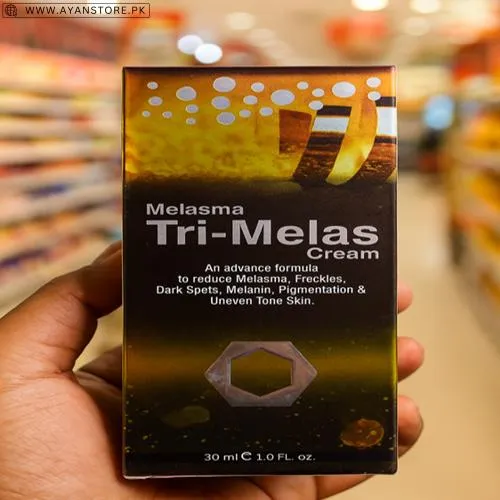 WWW.AYANSTORE.PK
Melasma
Tri-Melas
Cream
An advance formula
to reduce Melasma, Freckles,
Dark Spets, Melanin, Pigmentation &
Uneven Tone Skin.
30 ml C 1.0 FL. oz.